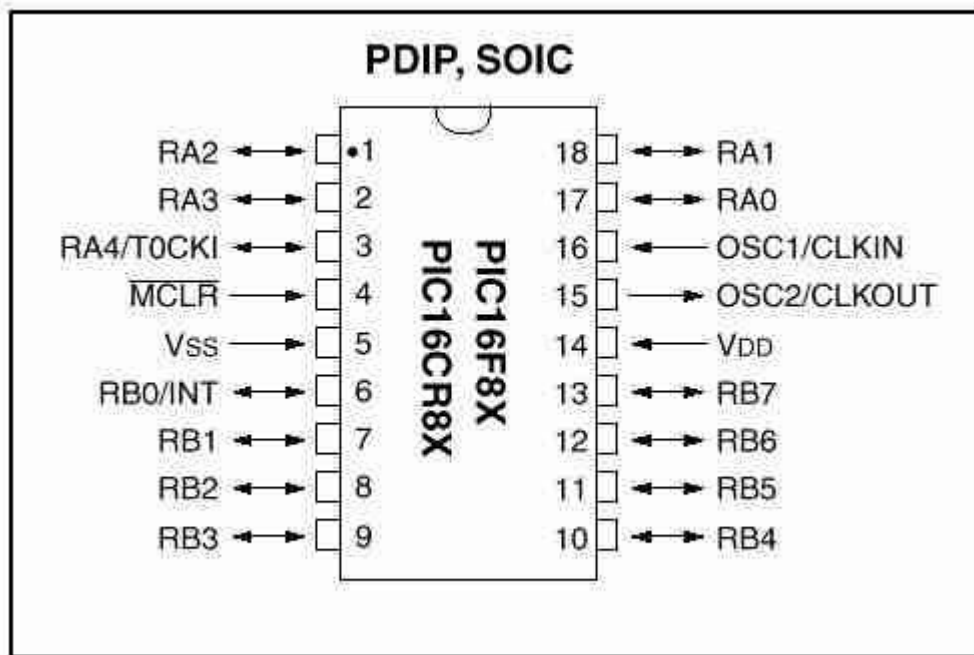 PDIP, SOIC
RA2 •1 18 RA1
RA3 2 17 RA0
RA4/T0CKI 3 16 OSC1/CLKIN
MCLR 4 15 OSC2/CLKOUT
VSS 5 14 VDD
RB0/INT 6 13 RB7
RB1 7 12 RB6
RB2 8 11 RB5
RB3 9 10 RB4
PIC16F8X
PIC16CR8X